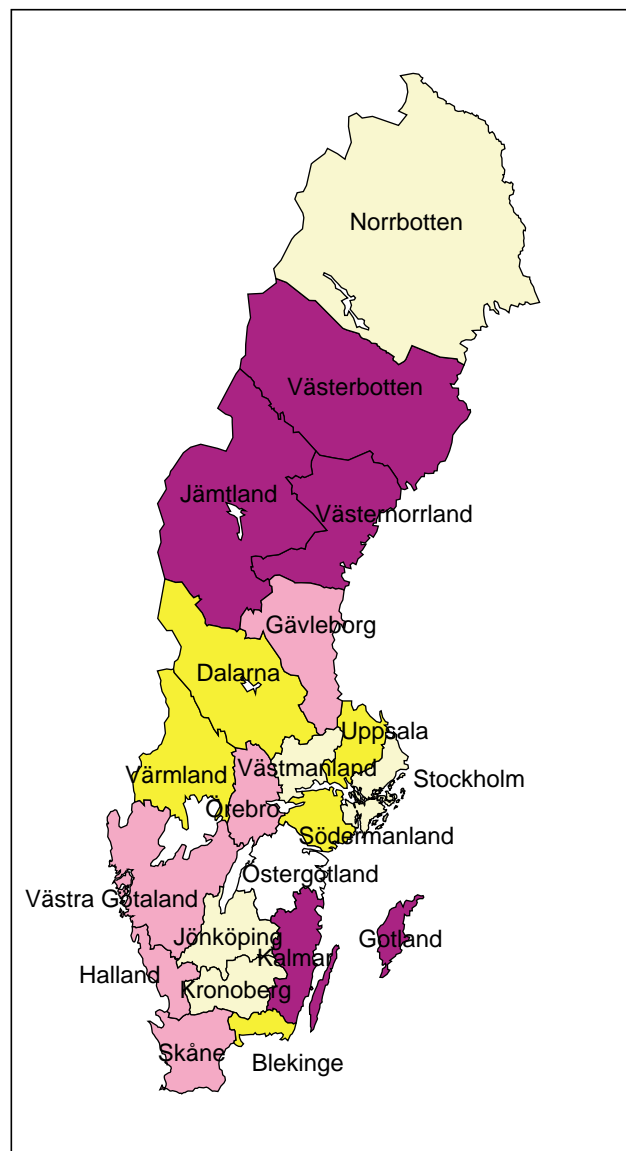 Norrbotten
Västerbotten
Jämtland
Västernorrland
Gävleborg
Dalarna
Uppsala
Värmland
Västmanland
Stockholm
Örebro
Södermanland
Östergötland
Västra Götaland
Jönköping
Gotland
Kalmar
Halland
Kronoberg
Skåne
Blekinge